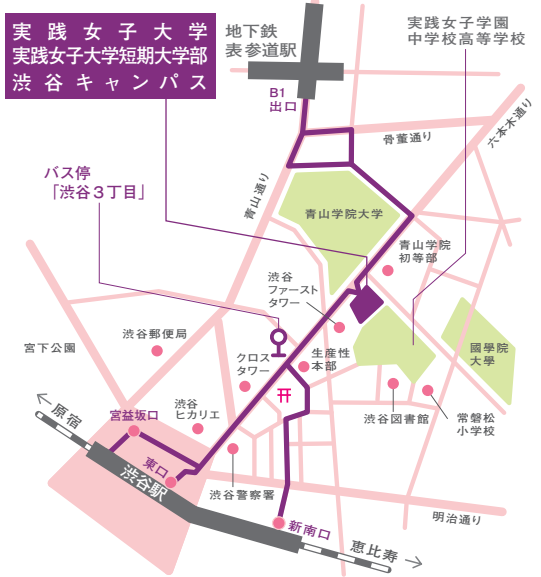 実践女子大学
実践女子大学短期大学部
渋谷キャンパス
地下鉄
表参道駅
実践女子学園
中学校高等学校
B1
出口
骨董通り
六本木通り
バス停
「渋谷3丁目」
青山通り
青山学院大学
青山学院
初等部
渋谷
ファースト
タワー
渋谷郵便局
宮下公園
クロス
タワー
生産性
本部
國學院
大學
渋谷
ヒカリエ
宮益坂口
渋谷図書館
常磐松
小学校
←原宿
東口
渋谷駅
渋谷警察署
新南口
明治通り
恵比寿→